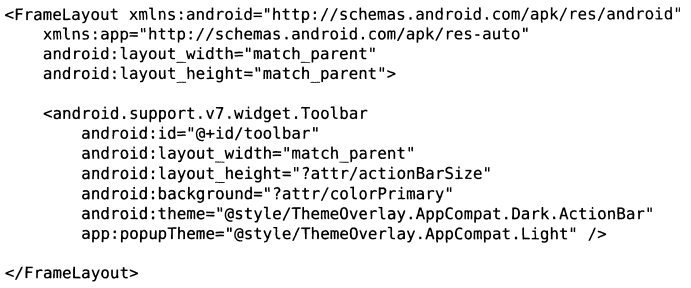 <FrameLayout xmlns:android="http://schemas.android.com/apk/res/android"
    xmlns:app="http://schemas.android.com/apk/res-auto"
    android:layout_width="match_parent"
    android:layout_height="match_parent">

    <android.support.v7.widget.Toolbar
        android:id="@+id/toolbar"
        android:layout_width="match_parent"
        android:layout_height="?attr/actionBarSize"
        android:background="?attr/colorPrimary"
        android:theme="@style/ThemeOverlay.AppCompat.Dark.ActionBar"
        app:popupTheme="@style/ThemeOverlay.AppCompat.Light" />

</FrameLayout>